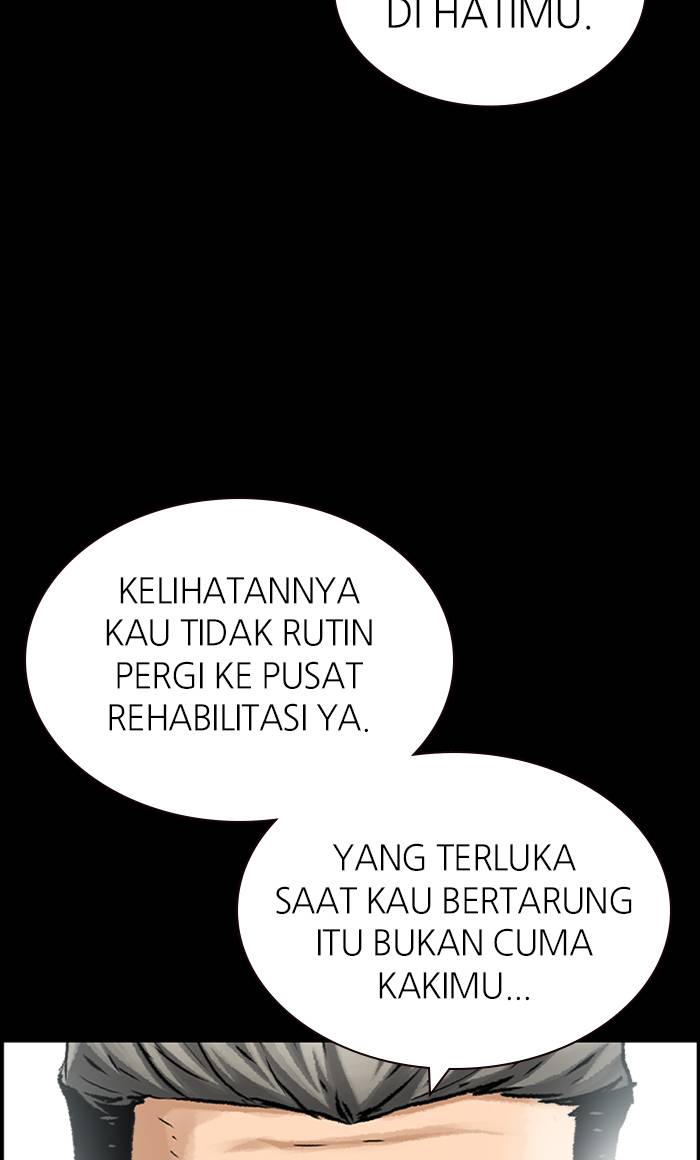 DI HATIMU.
KELIHATANNYA
KAU TIDAK RUTIN
PERGI KE PUSAT
REHABILITASI YA.
YANG TERLUKA
SAAT KAU BERTARUNG
ITU BUKAN CUMA
KAKIMU...